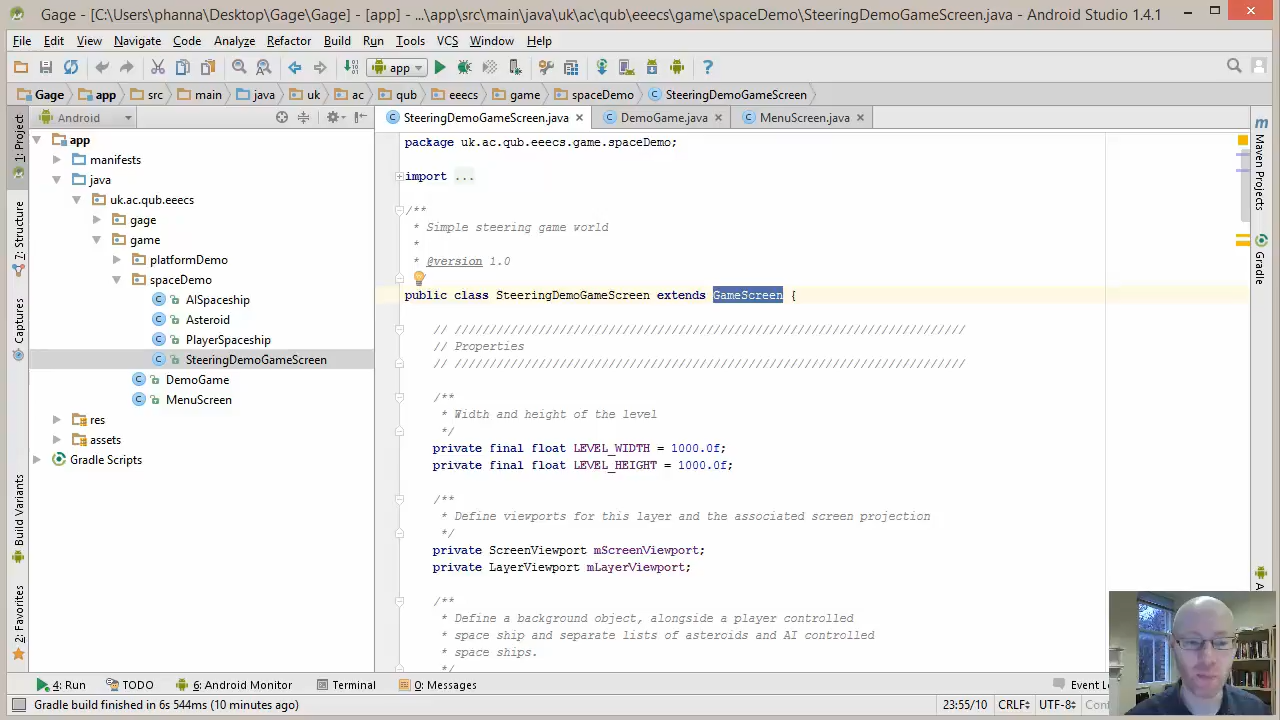 Gage - [C:\Users\phanna\Desktop\Gage\Gage] - [app] - ...\app\src\main\java\uk\ac\qub\eeecs\game\spaceDemo\SteeringDemoGameScreen.java - Android Studio 1.4.1
File Edit View Navigate Code Analyze Refactor Build Run Tools VCS Window Help
app
Gage app src main java uk ac qub eeecs game spaceDemo SteeringDemoGameScreen
Android
SteeringDemoGameScreen.java DemoGame.java MenuScreen.java
1: Project
7: Structure
Captures
Build Variants
2: Favorites
app
manifests
java
uk.ac.qub.eeecs
gage
game
platformDemo
spaceDemo
AISpaceship
Asteroid
PlayerSpaceship
SteeringDemoGameScreen
DemoGame
MenuScreen
res
assets
Gradle Scripts
package uk.ac.qub.eeecs.game.spaceDemo;
import ...
/**
* Simple steering game world
*
* @version 1.0
public class SteeringDemoGameScreen extends GameScreen {
// /////////////////////////////////////////////////////////////////////////
// Properties
// /////////////////////////////////////////////////////////////////////////
/**
* Width and height of the level
*/
private final float LEVEL_WIDTH = 1000.0f;
private final float LEVEL_HEIGHT = 1000.0f;
/**
* Define viewports for this layer and the associated screen projection
*/
private ScreenViewport mScreenViewport;
private LayerViewport mLayerViewport;
/**
* Define a background object, alongside a player controlled
* space ship and separate lists of asteroids and AI controlled
* space ships.
*/
Maven Projects
Gradle
4: Run TODO 6: Android Monitor Terminal 0: Messages Event
Gradle build finished in 6s 544ms (10 minutes ago) 23:55/10 CRLF UTF-8